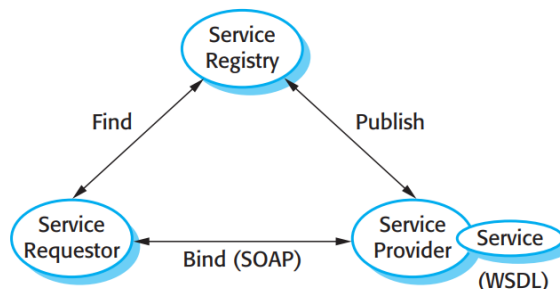 Service
Registry
Find
Publish
Service
Requestor
Bind (SOAP)
Service
Provider
Service
(WSDL)